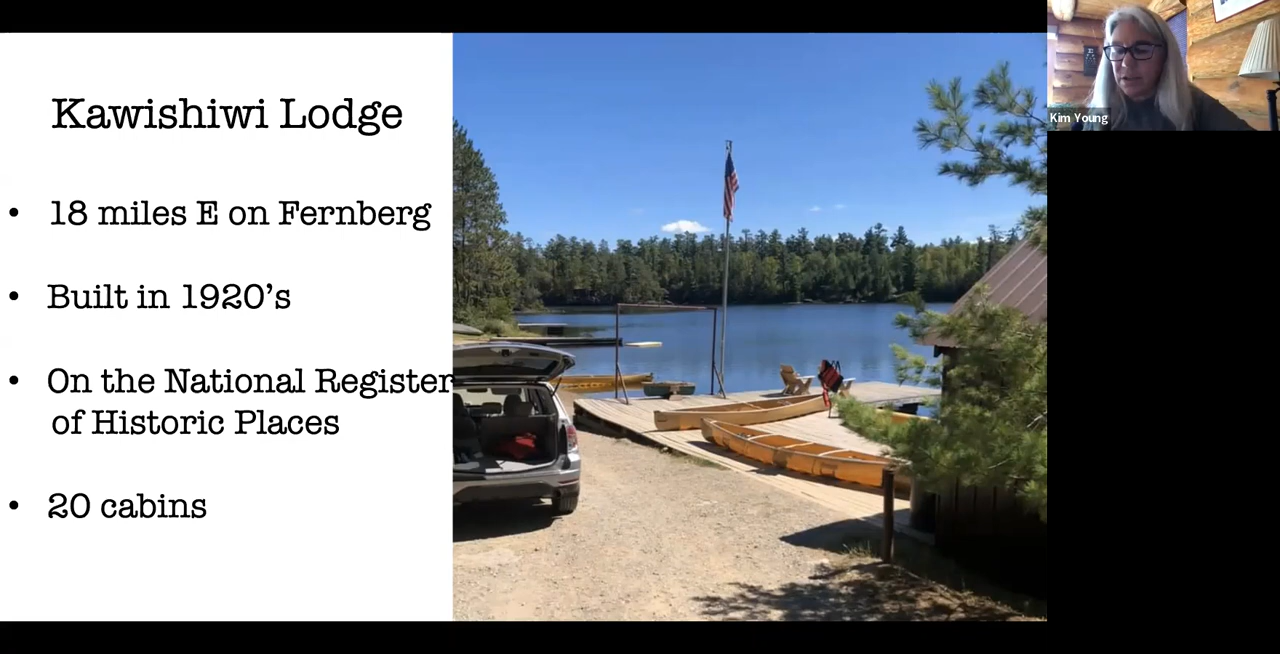 Kawishiwi Lodge
• 18 miles E on Fernberg
• Built in 1920's
• On the National Register
of Historic Places
• 20 cabins
Kim Young